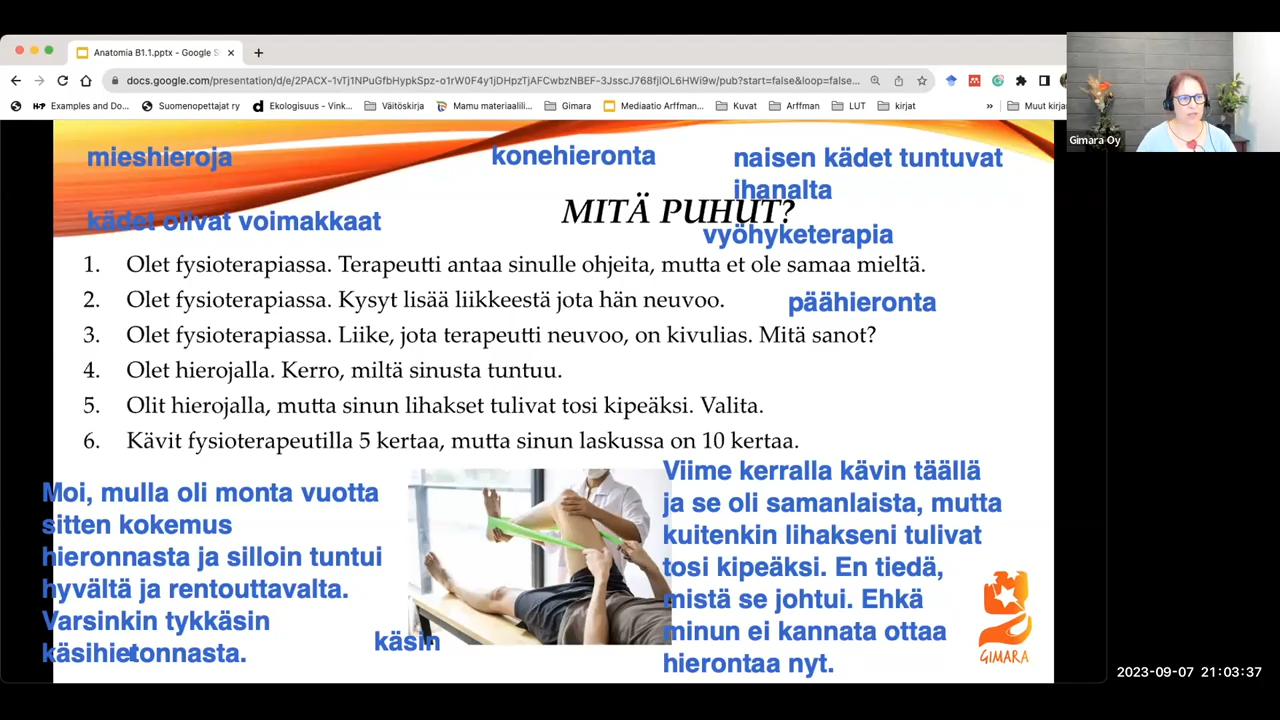 Anatomia B1.1.pptx - Google S
docs.google.com/presentation/d/e/2PACX-1vTj1NPuGfbHypkSpz-o1rW0F4y1jDHpzTjAFCwbzNBEF-3JsscJ768fjlOL6HWi9w/pub?start=false&loop=false...
Examples and Do...
Suomenopettajat ry
Ekologisuus - Vink...
Väitöskirja
Mamu materiaalili...
Gimara
Mediaatio Arffman...
Kuvat
Arffman
LUT
kirjat
»
Muut kirja
Gimara Oy
mieshieroja
konehieronta
naisen kädet tuntuvat
ihanalta
kädet olivat voimakkaat
MITÄ PUHUT?
vyöhyketerapia
1. Olet fysioterapiassa. Terapeutti antaa sinulle ohjeita, mutta et ole samaa mieltä.
2. Olet fysioterapiassa. Kysyt lisää liikkeestä jota hän neuvoo.
päähieronta
3. Olet fysioterapiassa. Liike, jota terapeutti neuvoo, on kivulias. Mitä sanot?
4. Olet hierojalla. Kerro, miltä sinusta tuntuu.
5. Olit hierojalla, mutta sinun lihakset tulivat tosi kipeäksi. Valita.
6. Kävit fysioterapeutilla 5 kertaa, mutta sinun laskussa on 10 kertaa.
Moi, mulla oli monta vuotta
sitten kokemus
hieronnasta ja silloin tuntui
hyvältä ja rentouttavalta.
Varsinkin tykkäsin
käsin
Viime kerralla kävin täällä
ja se oli samanlaista, mutta
kuitenkin lihakseni tulivat
tosi kipeäksi. En tiedä,
mistä se johtui. Ehkä
minun ei kannata ottaa
hierontaa nyt.
GIMARA
2023-09-07 21:03:37